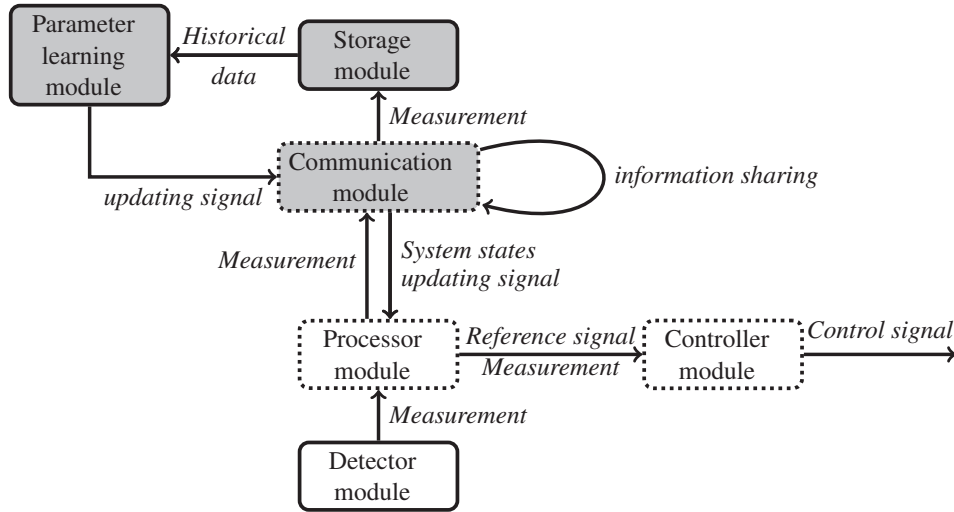 Parameter
learning
module
Historical
data
Storage
module
Measurement
Communication
module
information sharing
updating signal
Measurement
System states
updating signal
Processor
module
Reference signal
Measurement
Controller
module
Control signal
Measurement
Detector
module